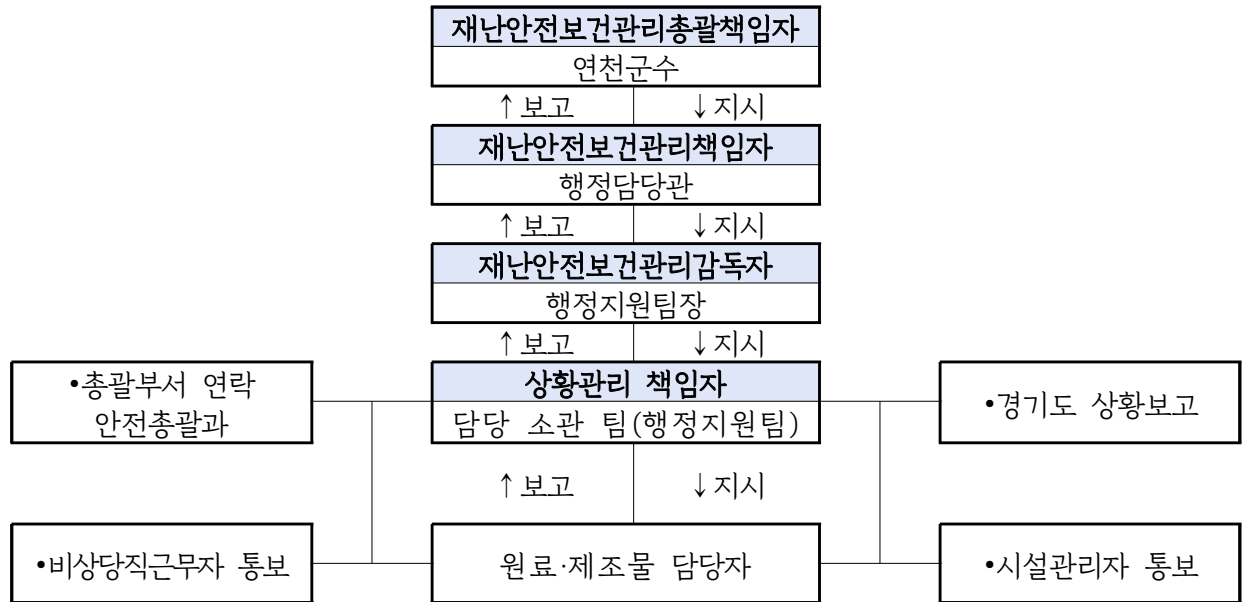 재난안전보건관리총괄책임자
연천군수
↑보고 ↓지시
재난안전보건관리책임자
행정담당관
↑보고 ↓지시
재난안전보건관리감독자
행정지원팀장
↑보고 ↓지시
•총괄부서 연락
안전총괄과
상황관리 책임자
담당 소관 팀(행정지원팀)
•경기도 상황보고
↑보고 ↓지시
•비상당직근무자 통보
원료·제조물 담당자
•시설관리자 통보